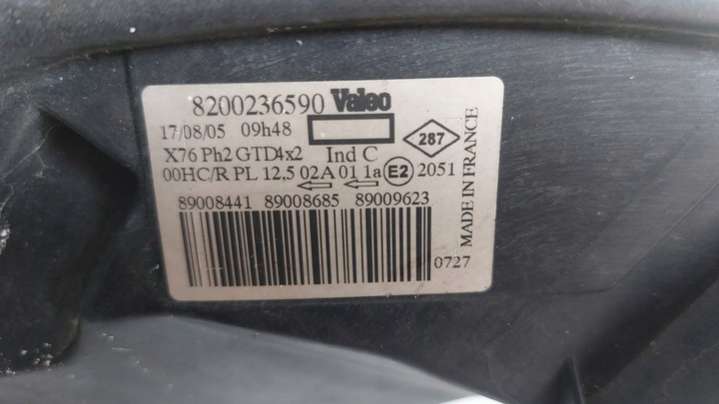 8200236590 Valeo
17/08/05 09h48
287
X76 Ph2 GTD4x2 Ind C
00HC/R PL 12,5 02A 01 1a E2 2051
89008441 89008685 89009623
0727
MADE IN FRANCE